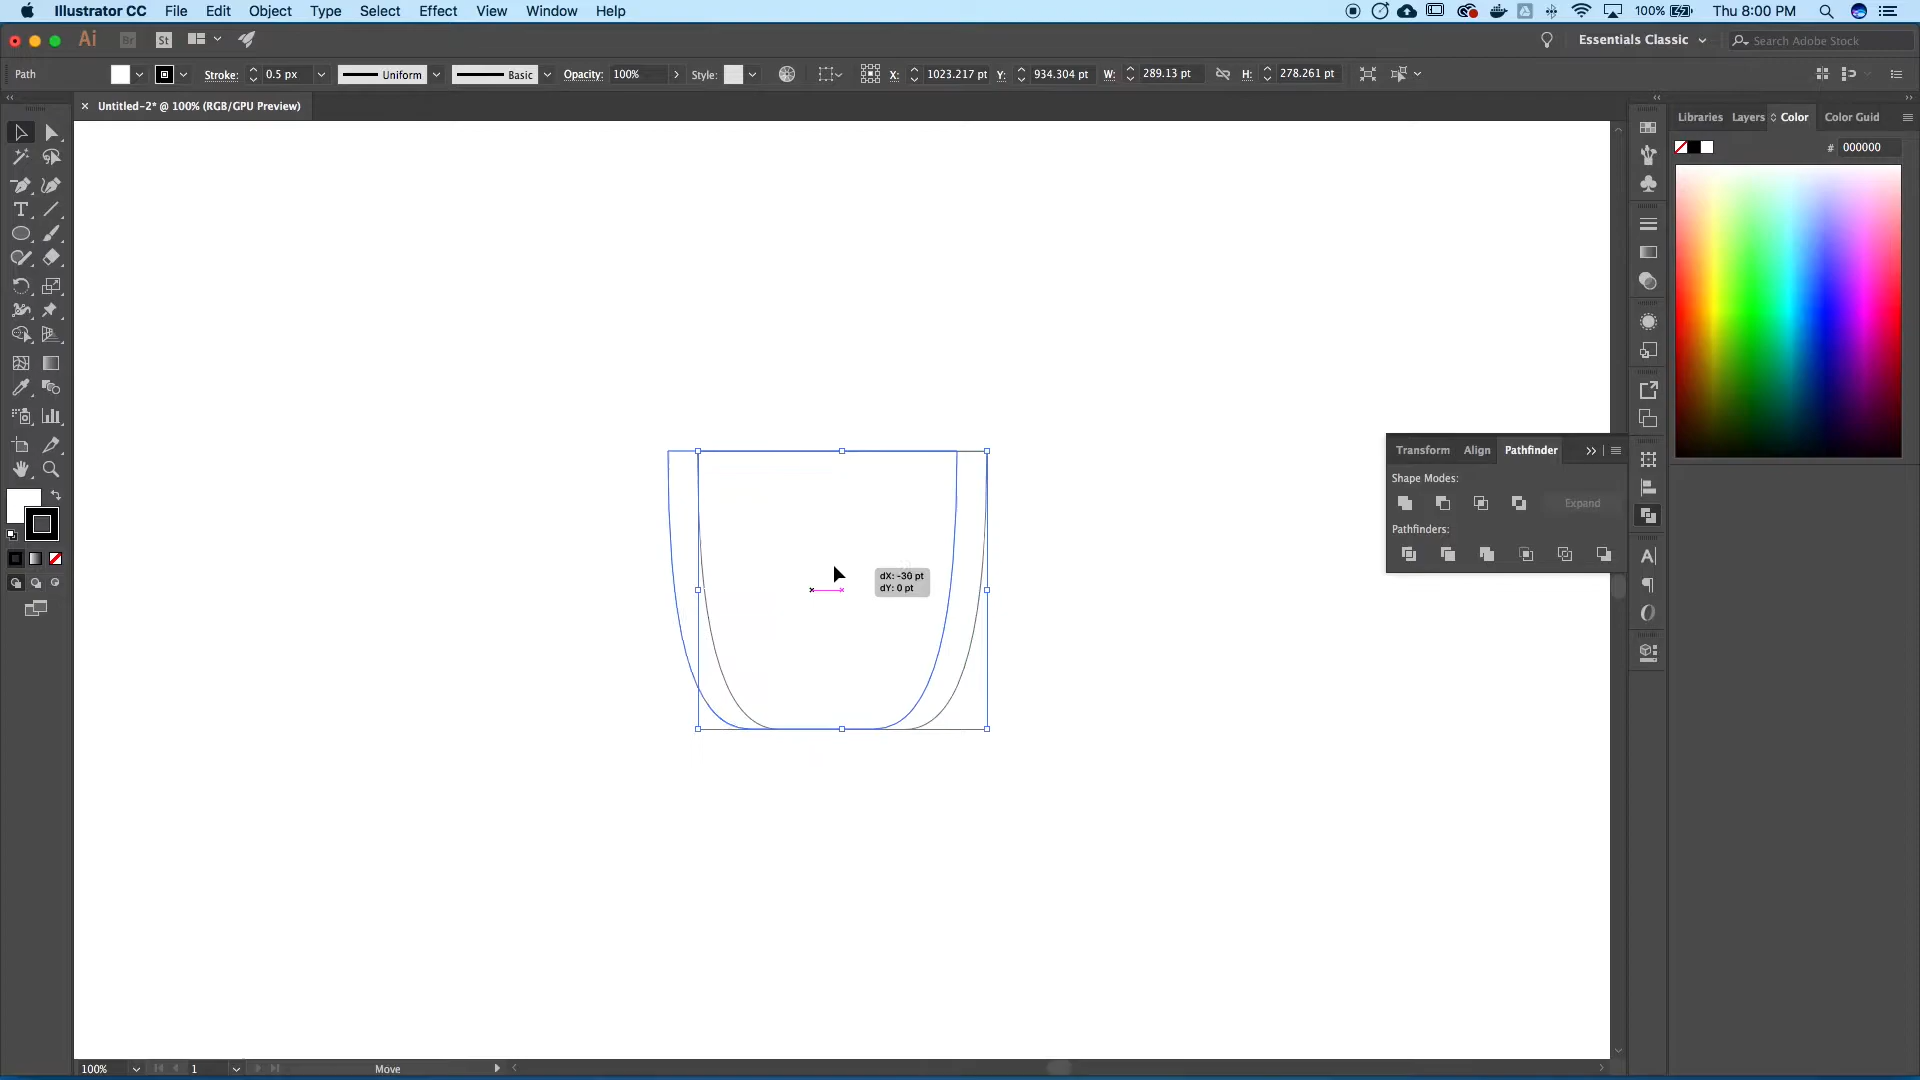 Illustrator CC File Edit Object Type Select Effect View Window Help 100% Thu 8:00 PM
Ai Br St Essentials Classic Search Adobe Stock
Path Stroke: 0.5 px Uniform Basic Opacity: 100% Style: X: 1023.217 pt Y: 934.304 pt W: 289.13 pt H: 278.261 pt
× Untitled-2* @ 100% (RGB/GPU Preview)
Libraries Layers Color Color Guid
# 000000
Transform Align Pathfinder
Shape Modes:
Expand
Pathfinders:
dX: -30 pt
dY: 0 pt
100% 1 Move